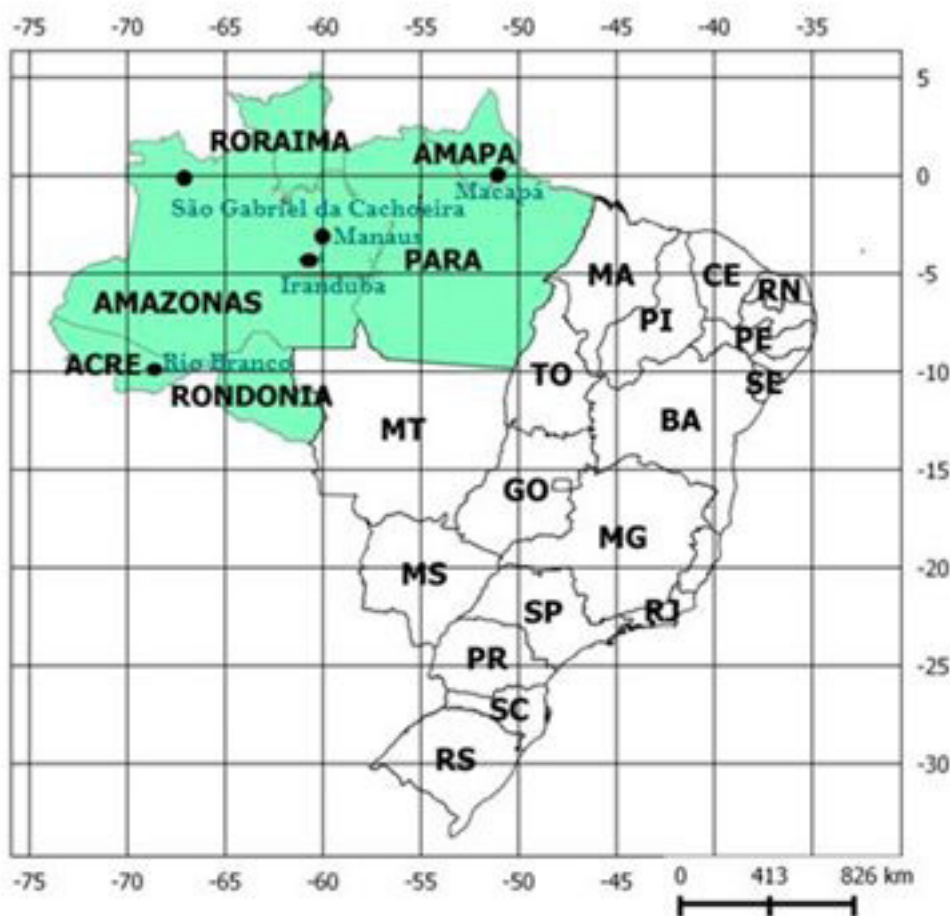 -75 -70 -65 -60 -55 -50 -45 -40 -35
5
RORAIMA
AMAPA
0
Macapá
São Gabriel da Cachoeira
Manaus
PARA
-5
MA
CE
RN
Iranduba
AMAZONAS
PI
PE
ACRE
Rio Branco
-10
TO
SE
RONDONIA
BA
MT
-15
GO
MG
-20
MS
SP
RJ
-25
PR
SC
RS
-30
-75 -70 -65 -60 -55 -50 -45
0 413 826 km